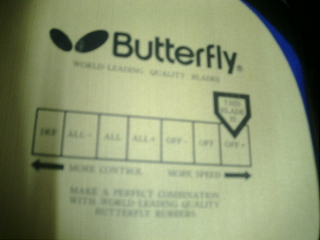 Butterfly®
WORLD LEADING QUALITY BLADES
THIS
BLADE
IS
DEF ALL- ALL ALL+ OFF- OFF OFF+
MORE CONTROL MORE SPEED
MAKE A PERFECT COMBINATION
WITH WORLD LEADING QUALITY
BUTTERFLY RUBBERS